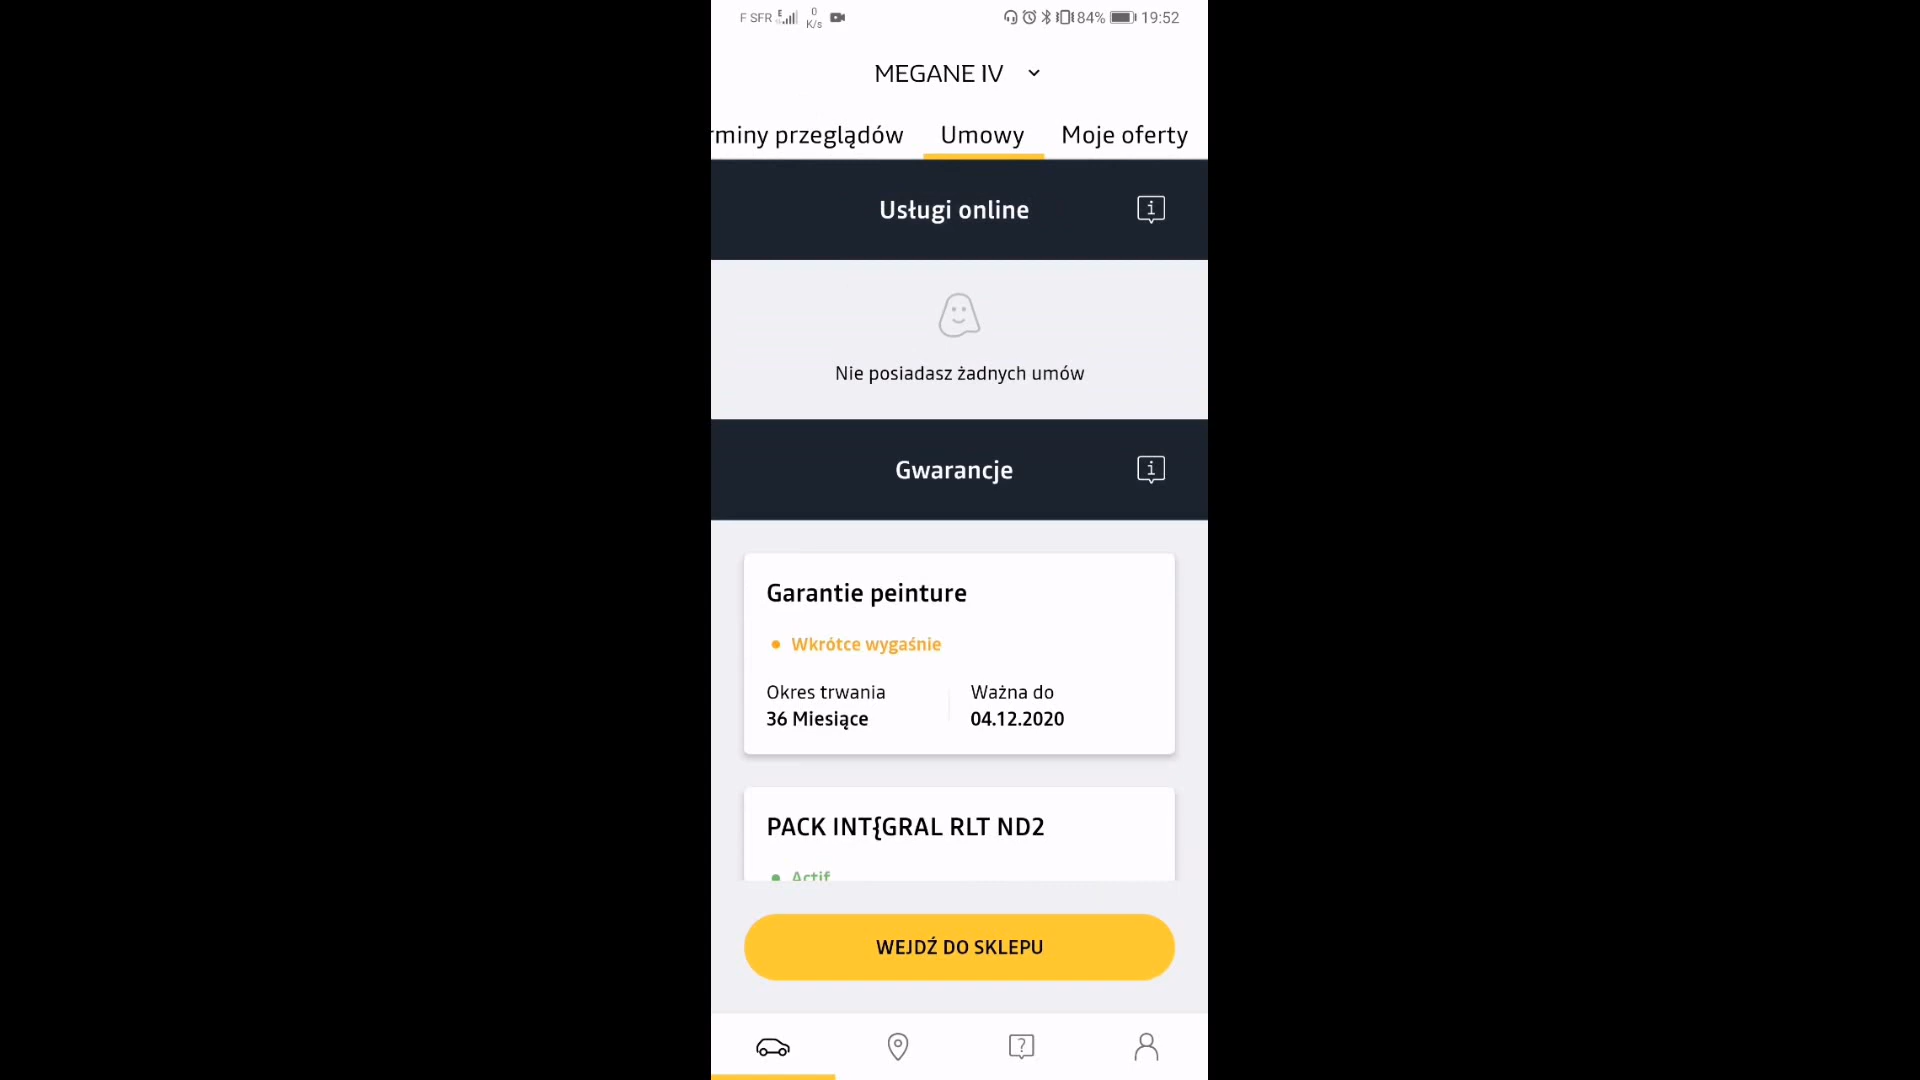 F SFR E 0 K/s 84% 19:52
MEGANE IV
rminy przeglądów Umowy Moje oferty
Usługi online
Nie posiadasz żadnych umów
Gwarancje
Garantie peinture
Wkrótce wygaśnie
Okres trwania Ważna do
36 Miesiące 04.12.2020
PACK INT{GRAL RLT ND2
Actif
WEJDŹ DO SKLEPU